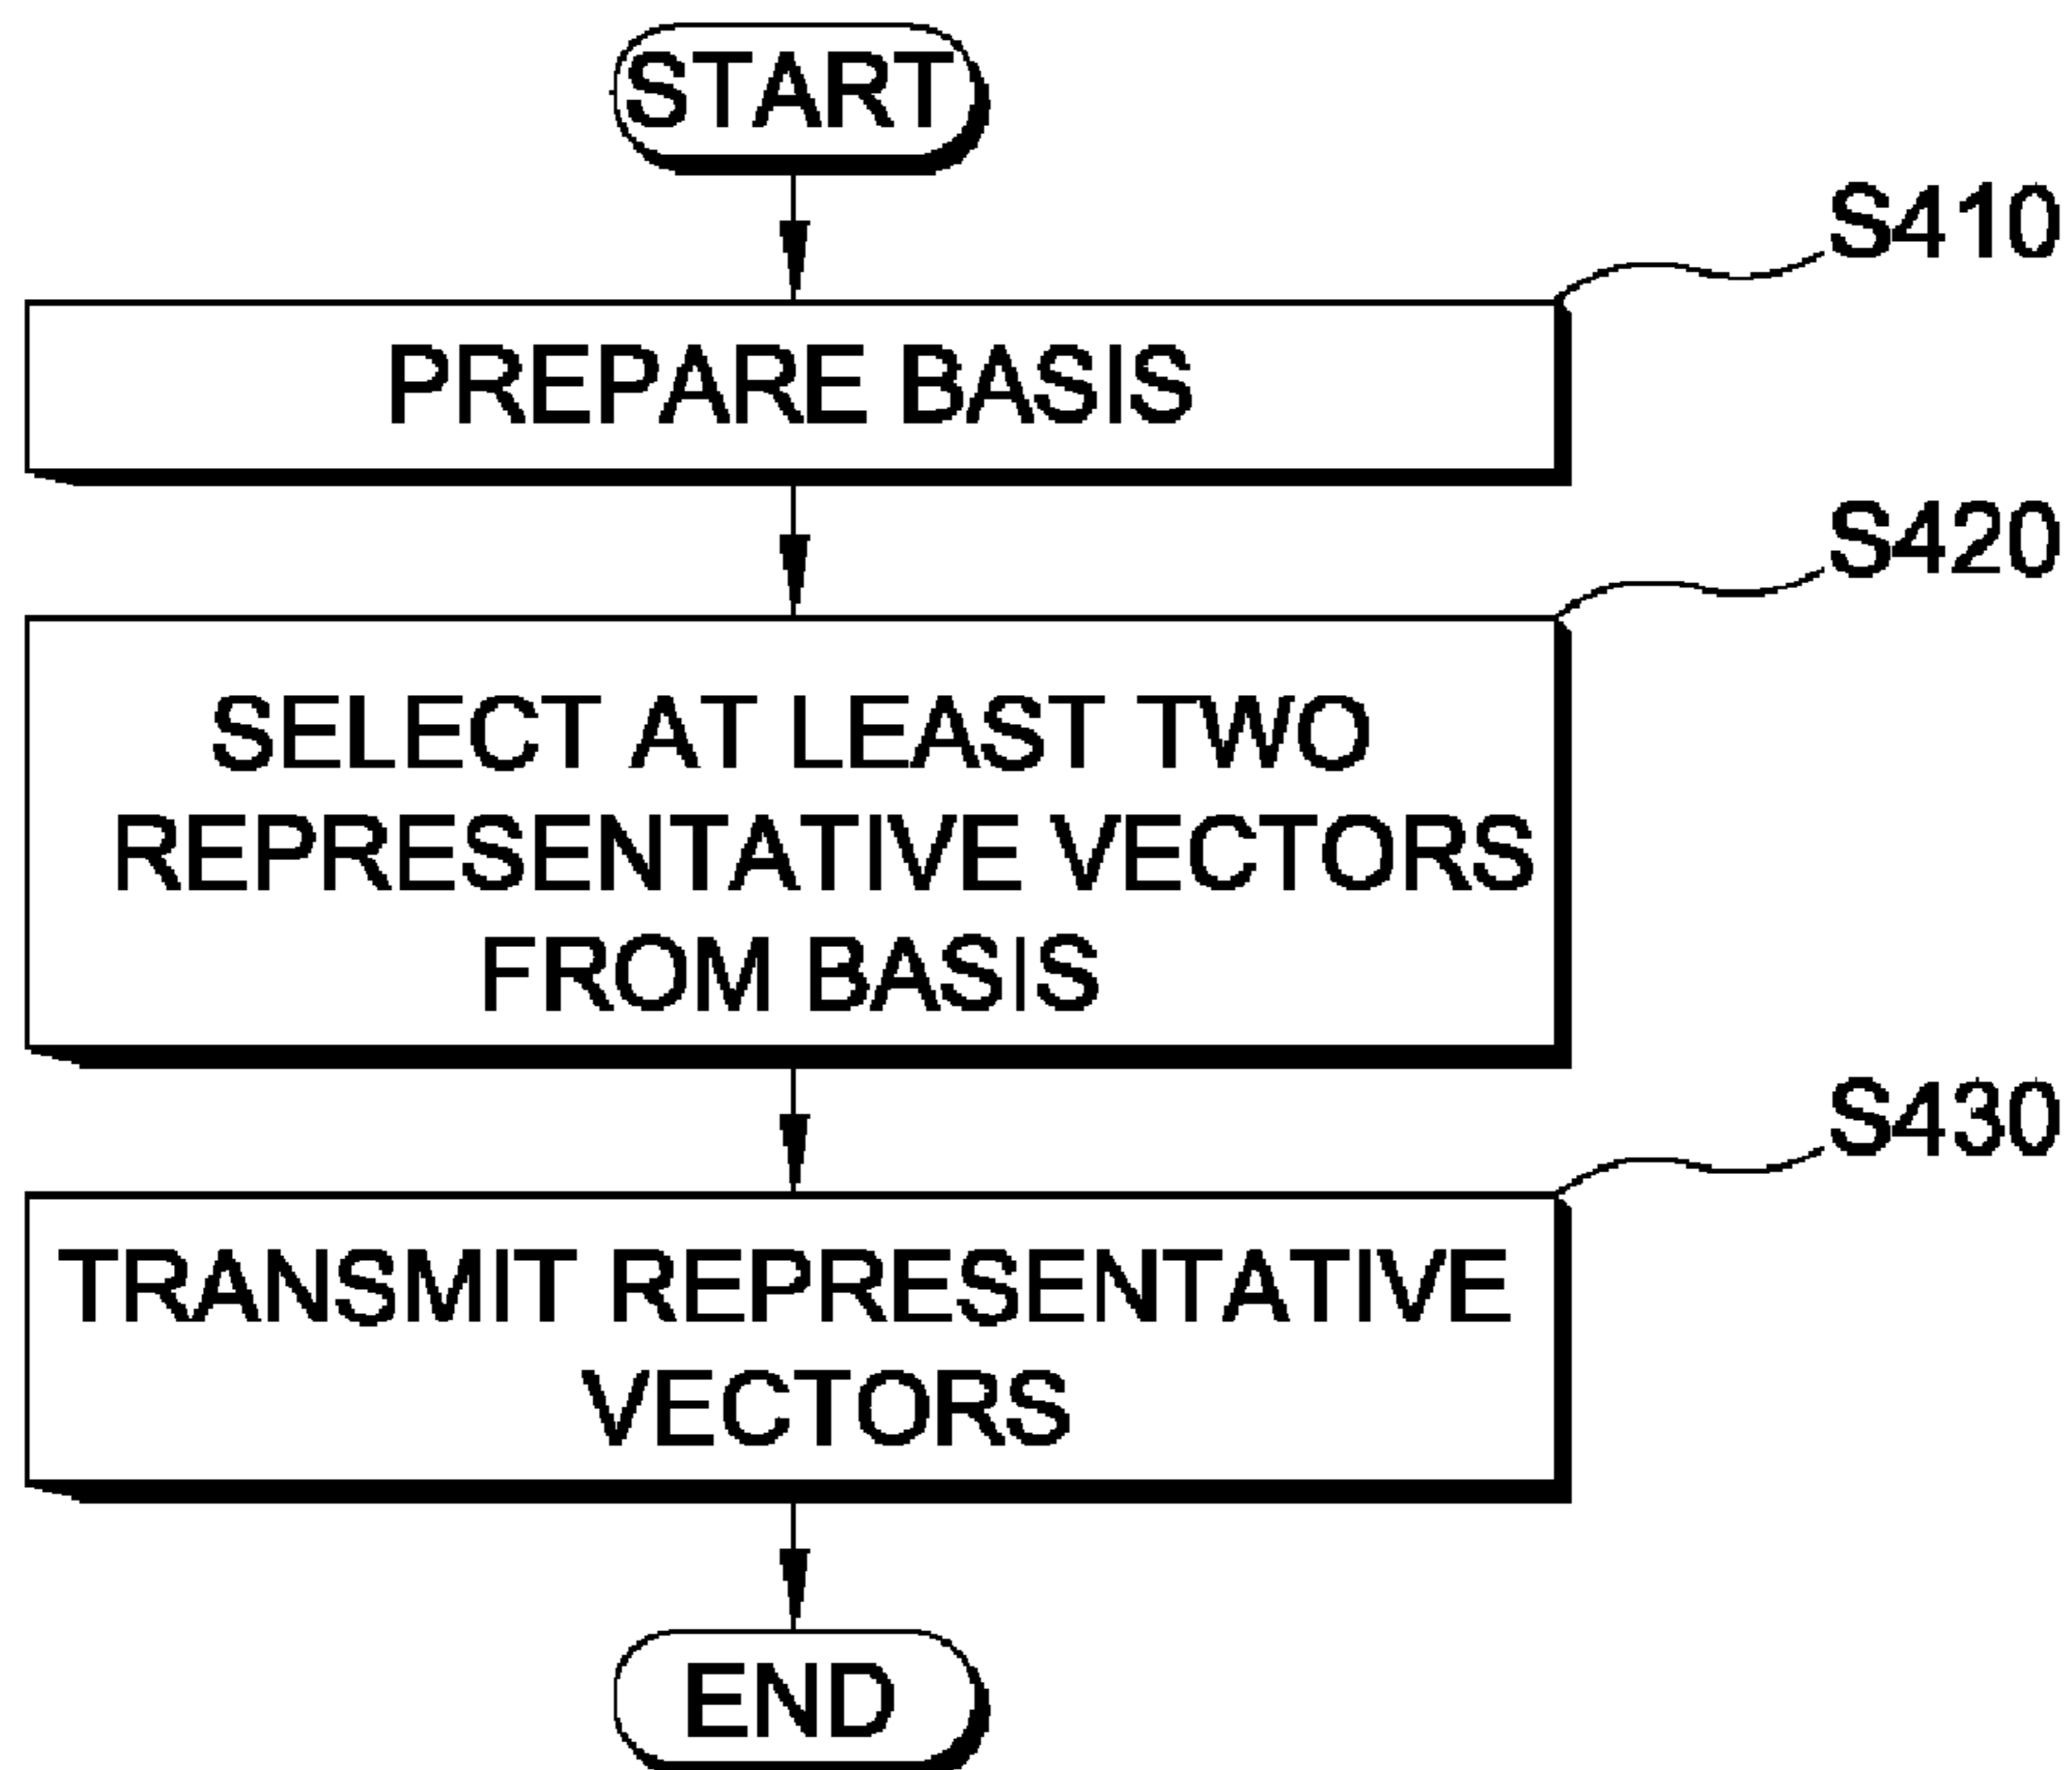 START
S410
PREPARE BASIS
S420
SELECT AT LEAST TWO
REPRESENTATIVE VECTORS
FROM BASIS
S430
TRANSMIT REPRESENTATIVE
VECTORS
END